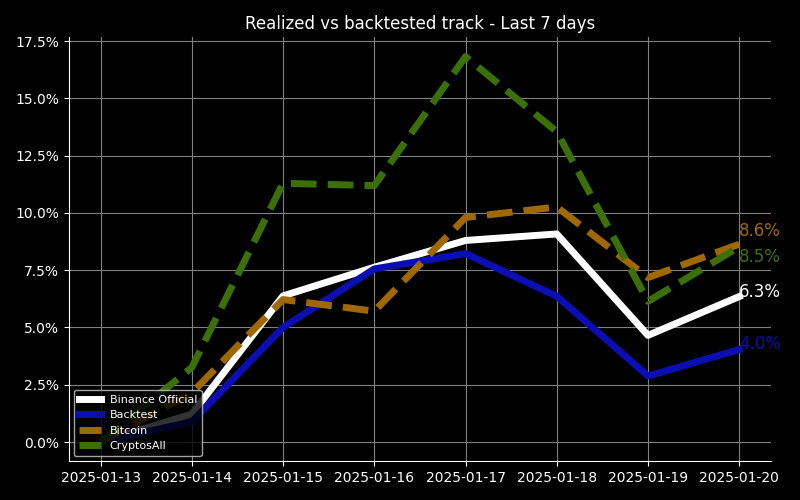 Realized vs backtested track - Last 7 days
17.5%
15.0%
12.5%
10.0%
7.5%
5.0%
2.5%
0.0%
8.6%
8.5%
6.3%
4.0%
Binance Official
Backtest
Bitcoin
CryptosAll
2025-01-13 2025-01-14 2025-01-15 2025-01-16 2025-01-17 2025-01-18 2025-01-19 2025-01-20